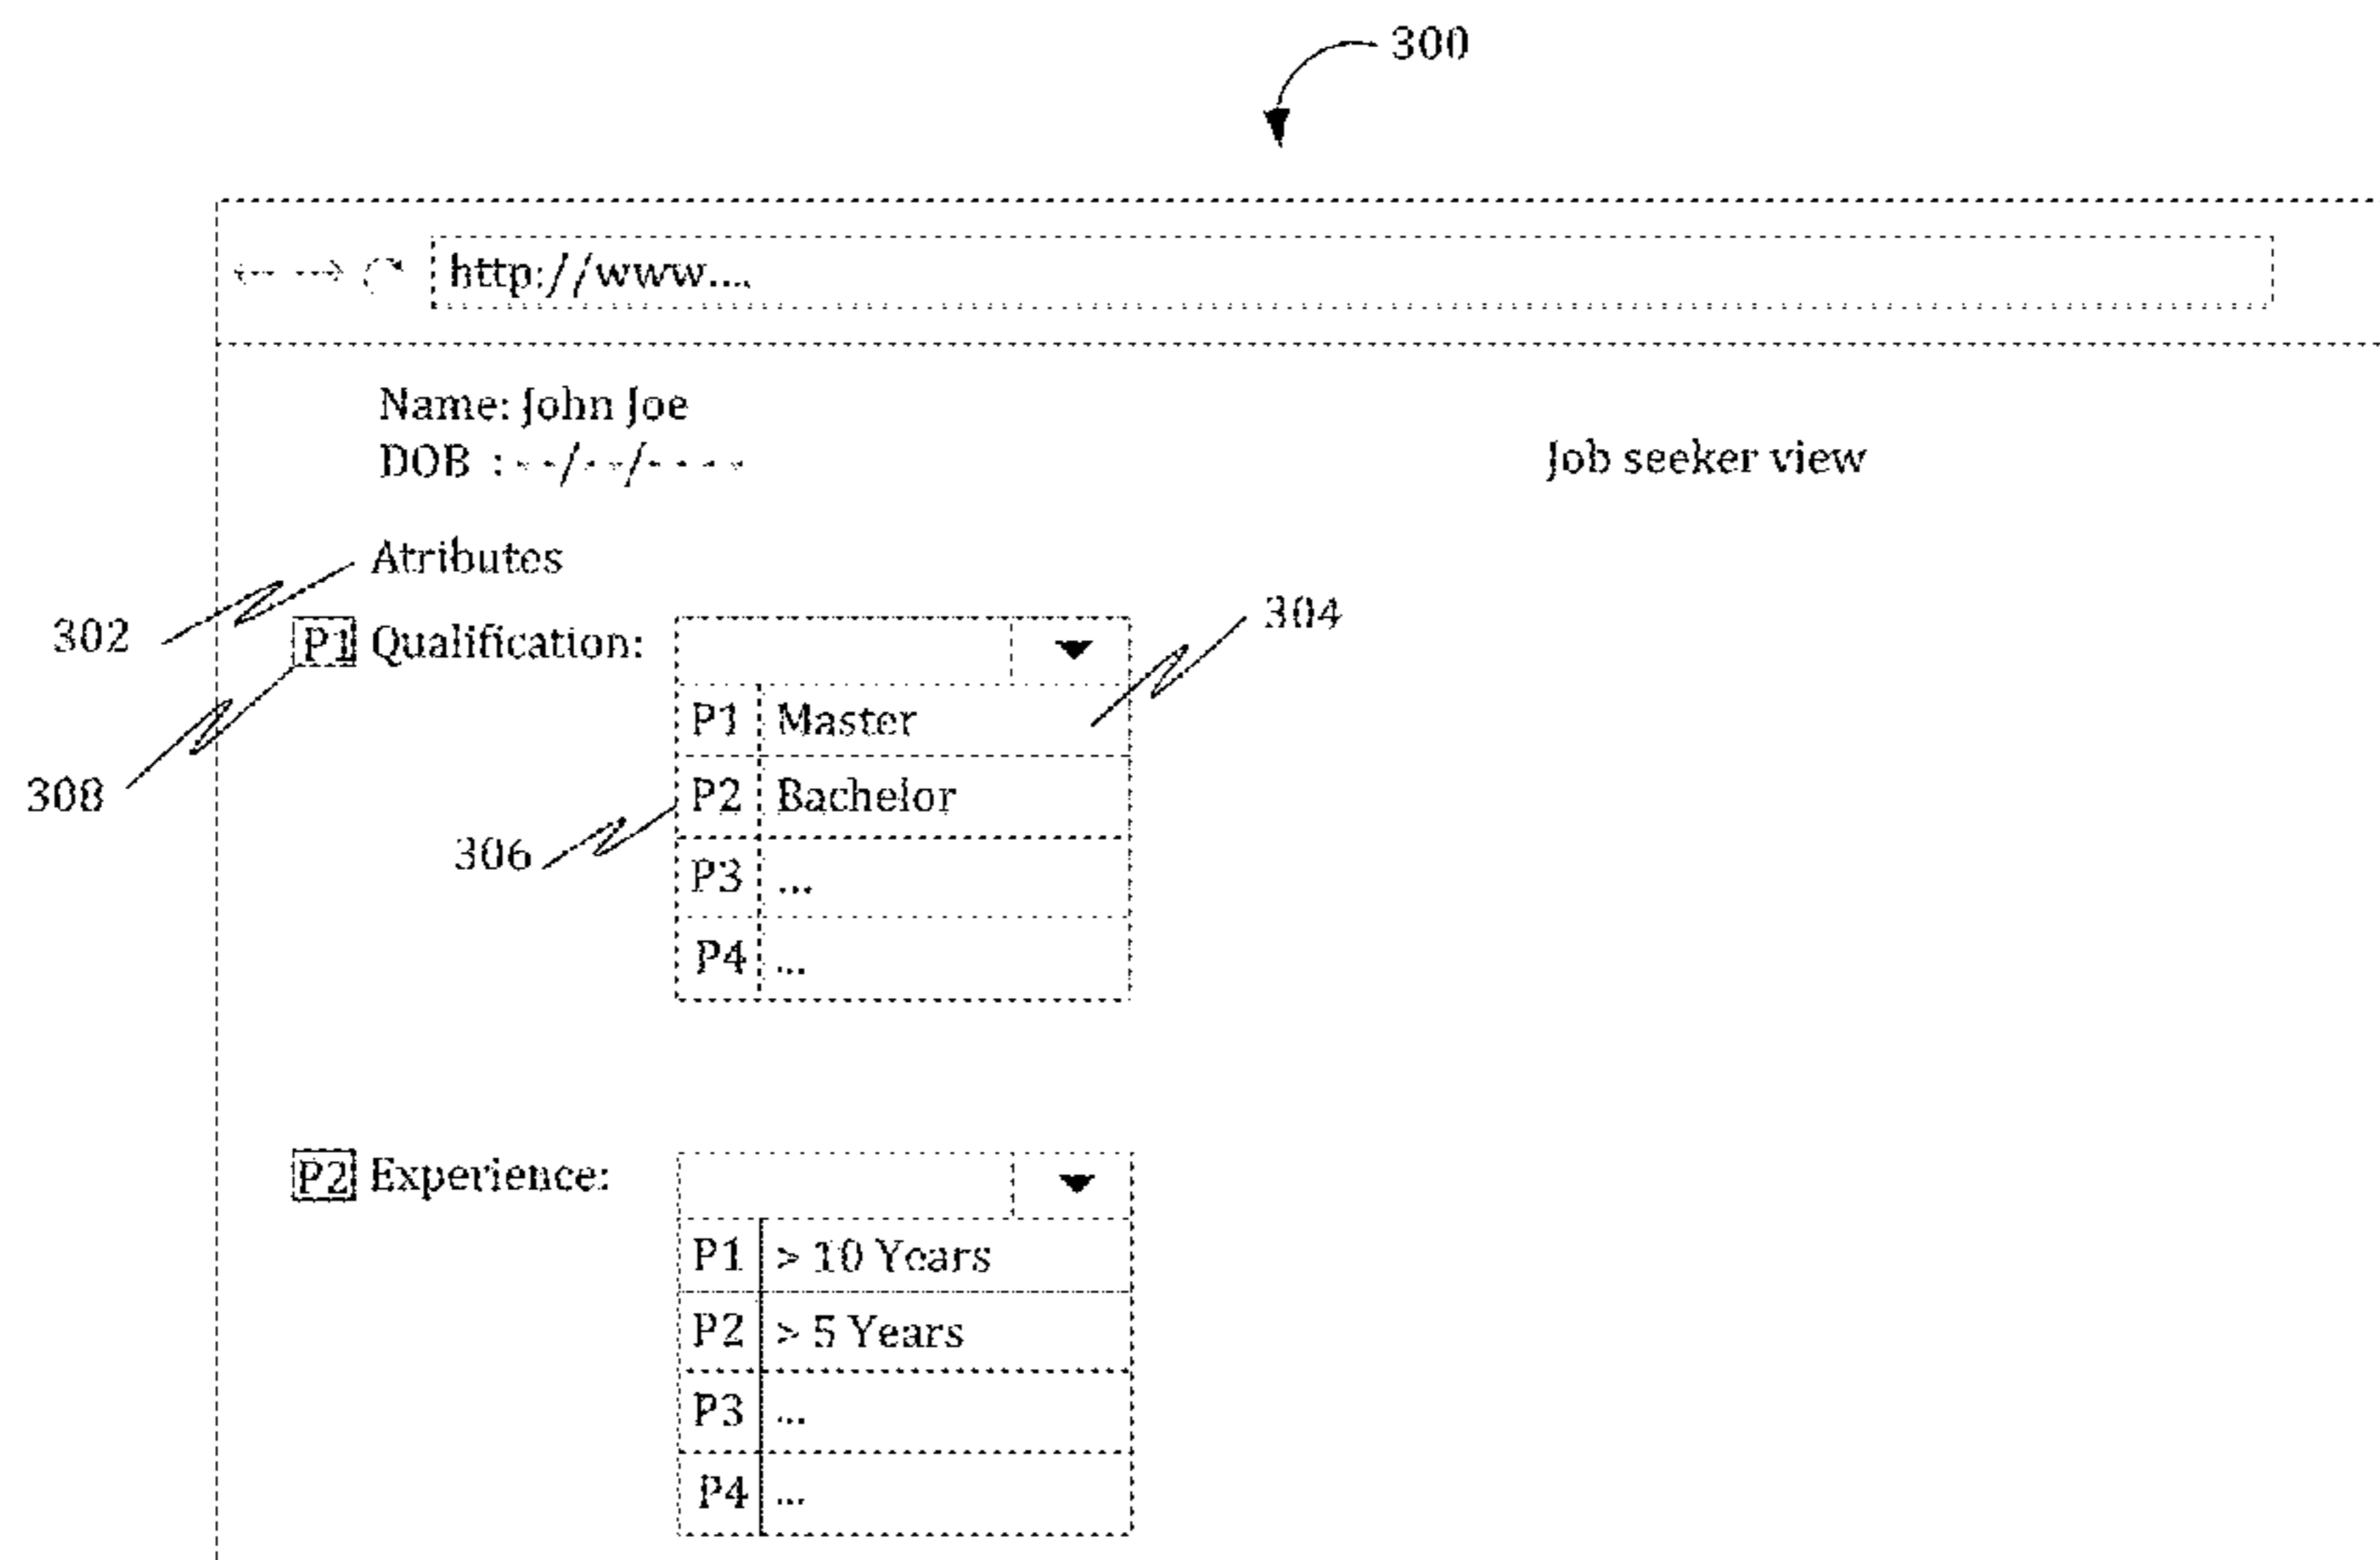 300
http://www....
Name: John Joe
DOB : --/--/----
Job seeker view
Atributes
302
P1 Qualification:
304
P1 Master
308
P2 Bachelor
306
P3 ...
P4 ...
P2 Experience:
P1 > 10 Years
P2 > 5 Years
P3 ...
P4 ...